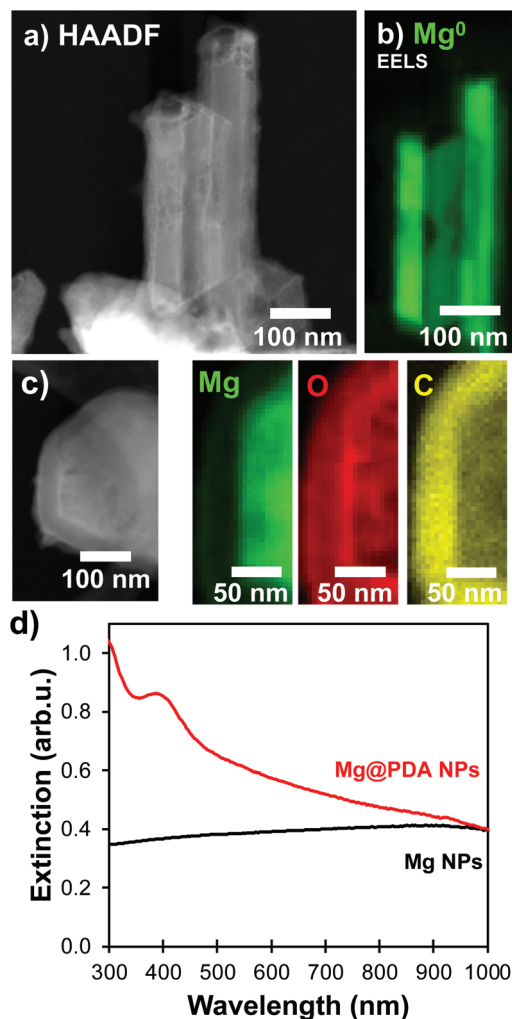 a) HAADF
100 nm
b) Mg⁰
EELS
100 nm
c)
100 nm
Mg
50 nm
O
50 nm
C
50 nm
d)
Extinction (arb.u.)
1.0
0.8
0.6
0.4
0.2
0.0
Mg@PDA NPs
Mg NPs
300 400 500 600 700 800 900 1000
Wavelength (nm)